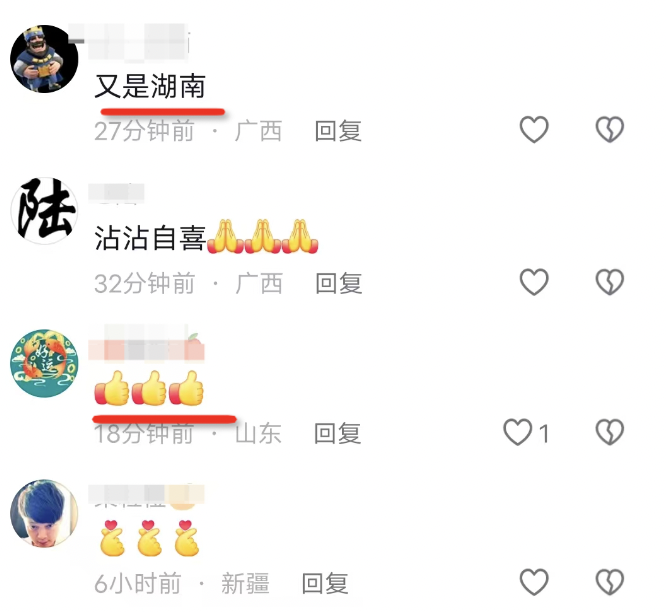 又是湖南
27分钟前 · 广西 回复
陆
沾沾自喜🙏🙏🙏
32分钟前 · 广西 回复
好运
👍👍👍
18分钟前 · 山东 回复 1
6小时前 · 新疆 回复